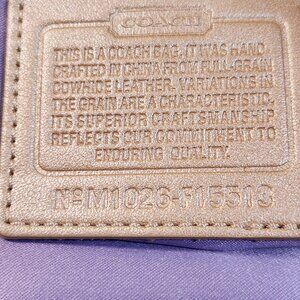 COACH
THIS IS A COACH BAG. IT WAS HAND
CRAFTED IN CHINA FROM FULL-GRAIN
COWHIDE LEATHER. VARIATIONS IN
THE GRAIN ARE A CHARACTERISTIC.
ITS SUPERIOR CRAFTSMANSHIP
REFLECTS OUR COMMITMENT TO
ENDURING QUALITY.
Nº M1026-F15513